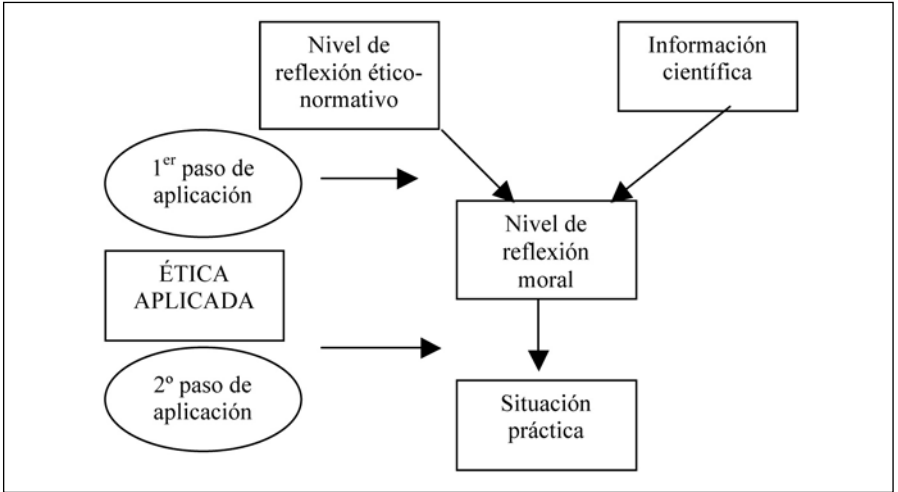 Nivel de
reflexión ético-
normativo
Información
científica
1er paso de
aplicación
Nivel de
reflexión
moral
ÉTICA
APLICADA
2º paso de
aplicación
Situación
práctica